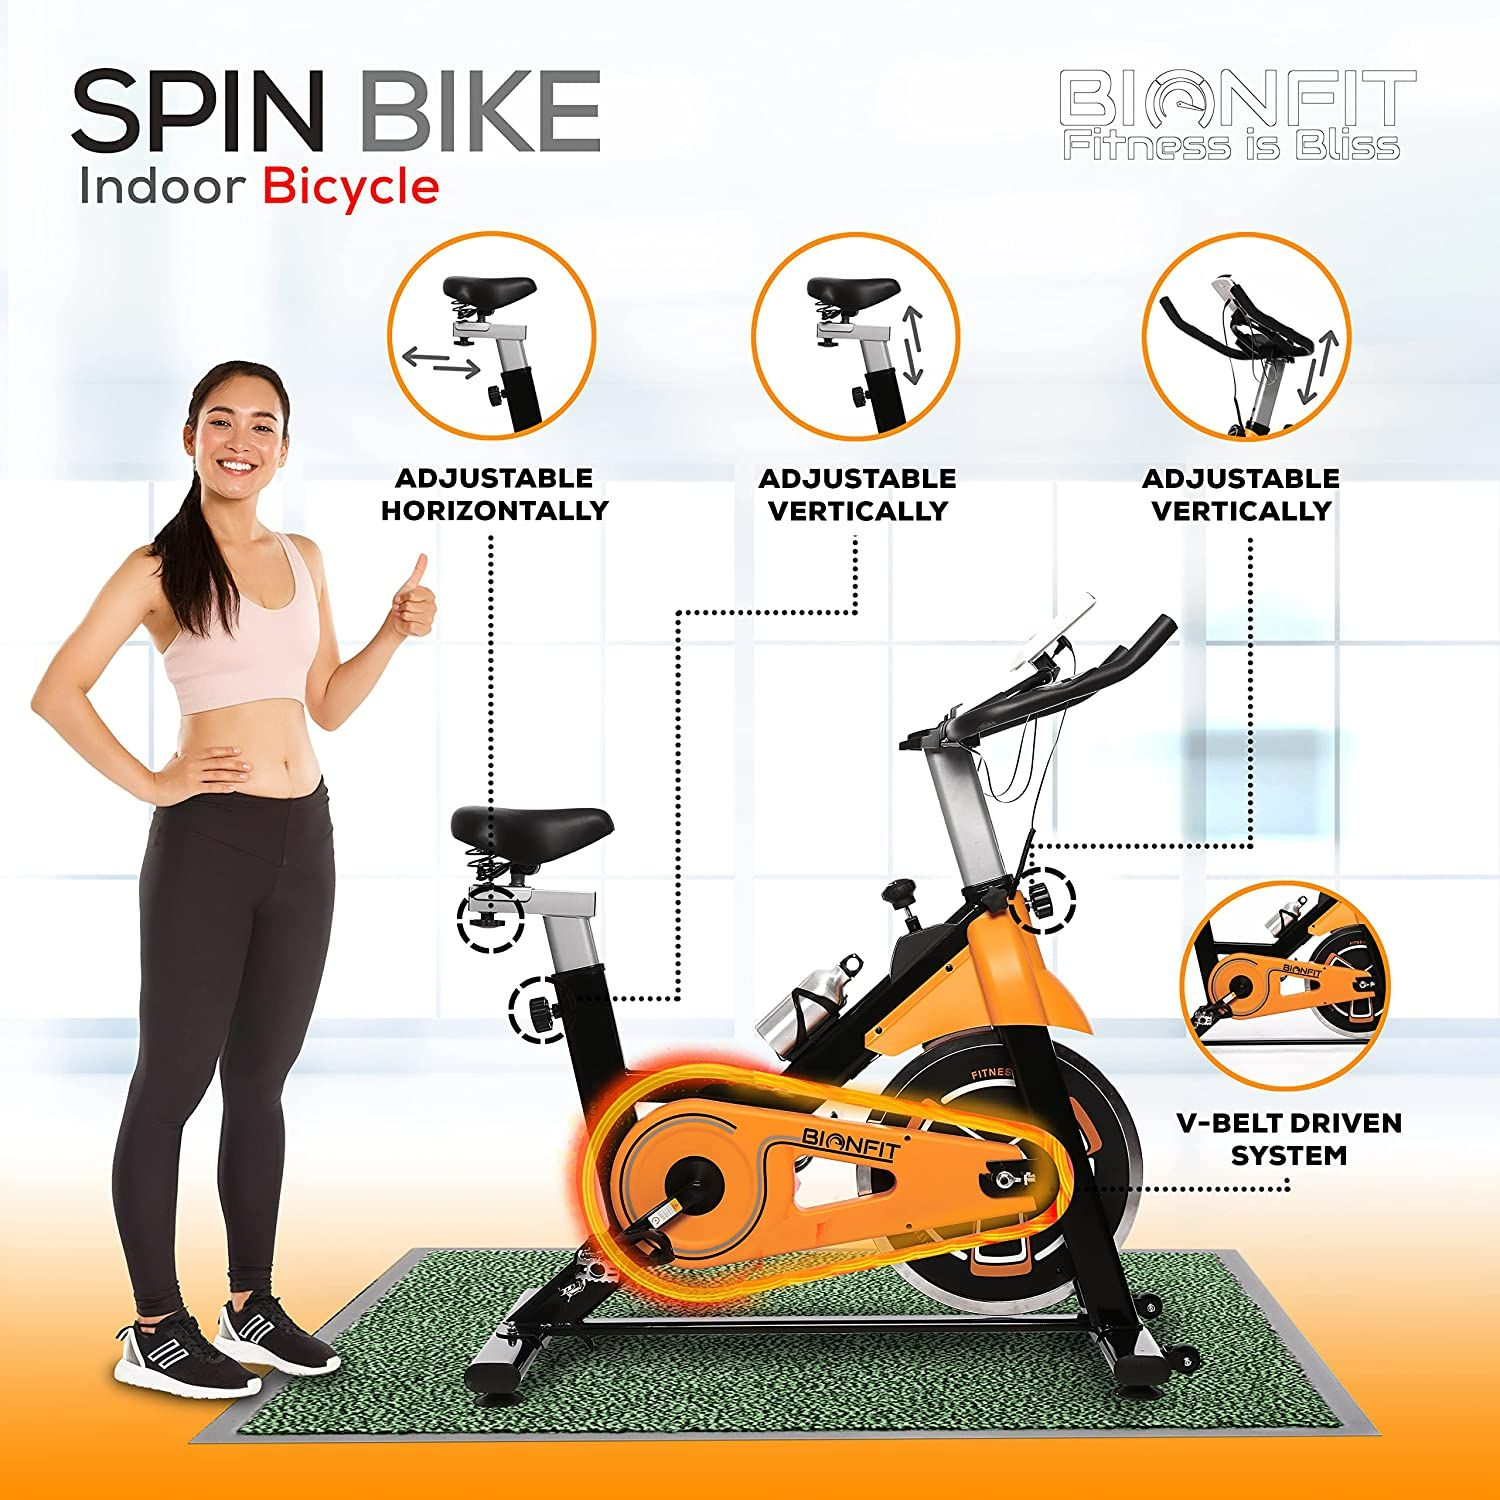 SPIN BIKE
Indoor Bicycle
BIONFIT
Fitness is Bliss
ADJUSTABLE
HORIZONTALLY
ADJUSTABLE
VERTICALLY
ADJUSTABLE
VERTICALLY
BIONFIT
V-BELT DRIVEN
SYSTEM
FITNESS
BIONFIT